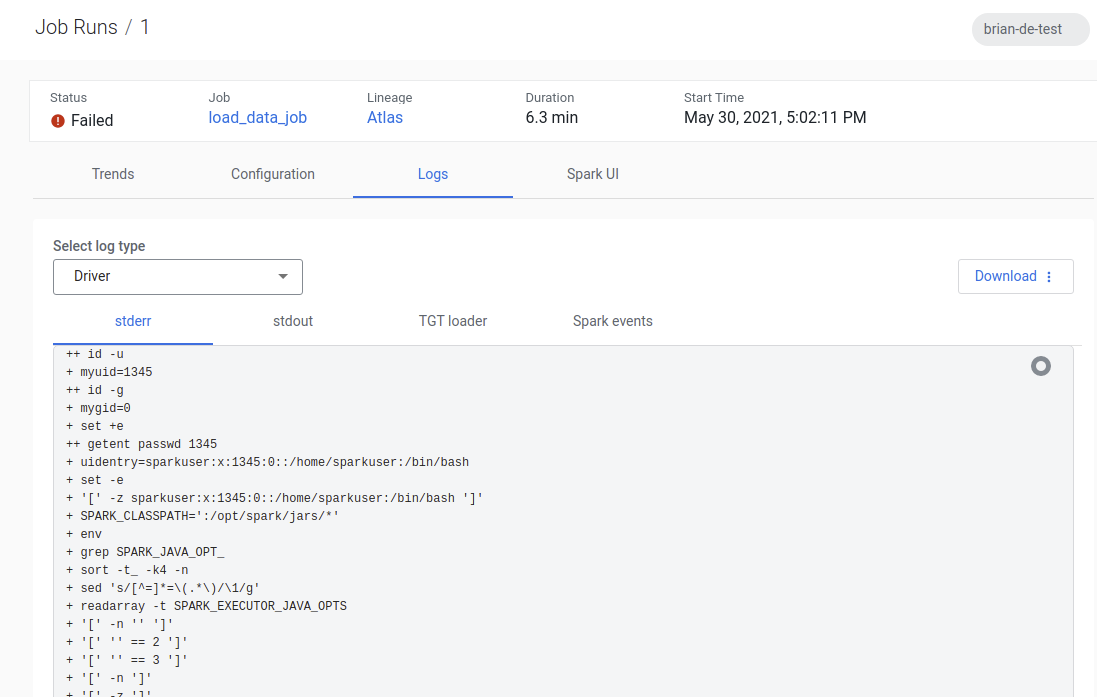 Job Runs / 1
brian-de-test
Status Job Lineage Duration Start Time
Failed load_data_job Atlas 6.3 min May 30, 2021, 5:02:11 PM
Trends Configuration Logs Spark UI
Select log type
Driver Download
stderr stdout TGT loader Spark events
++ id -u
+ myuid=1345
++ id -g
+ mygid=0
+ set +e
++ getent passwd 1345
+ uidentry=sparkuser:x:1345:0::/home/sparkuser:/bin/bash
+ set -e
+ '[' -z sparkuser:x:1345:0::/home/sparkuser:/bin/bash ']'
+ SPARK_CLASSPATH=':/opt/spark/jars/*'
+ env
+ grep SPARK_JAVA_OPT_
+ sort -t_ -k4 -n
+ sed 's/[^=]*=\(.*\)/\1/g'
+ readarray -t SPARK_EXECUTOR_JAVA_OPTS
+ '[' -n '' ']'
+ '[' '' == 2 ']'
+ '[' '' == 3 ']'
+ '[' -n ']'
+ '[' -z ']'